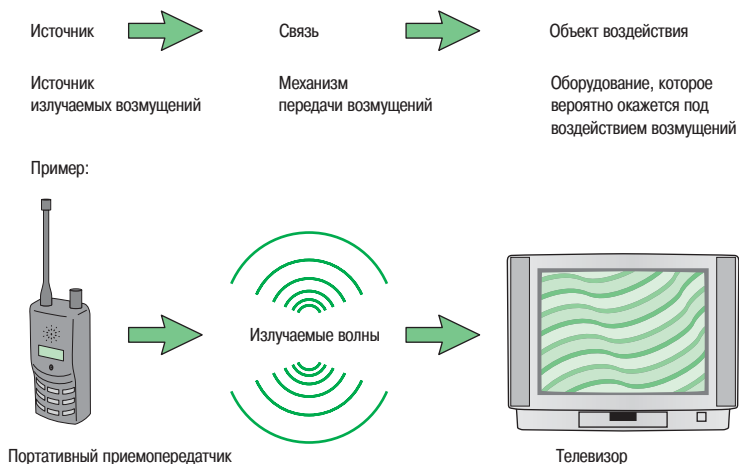 Источник
Связь
Объект воздействия
Источник
излучаемых возмущений
Механизм
передачи возмущений
Оборудование, которое
вероятно окажется под
воздействием возмущений
Пример:
Излучаемые волны
Портативный приемопередатчик
Телевизор